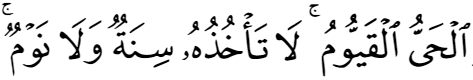 ٱلۡحَيُّ ٱلۡقَيُّومُۚ لَا تَأۡخُذُهُۥ سِنَةٞ وَلَا نَوۡمٞۚ